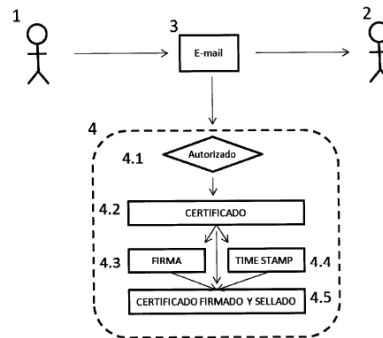 1
3
2
E-mail
4
4.1
Autorizado
4.2
CERTIFICADO
4.3
FIRMA
TIME STAMP
4.4
CERTIFICADO FIRMADO Y SELLADO
4.5